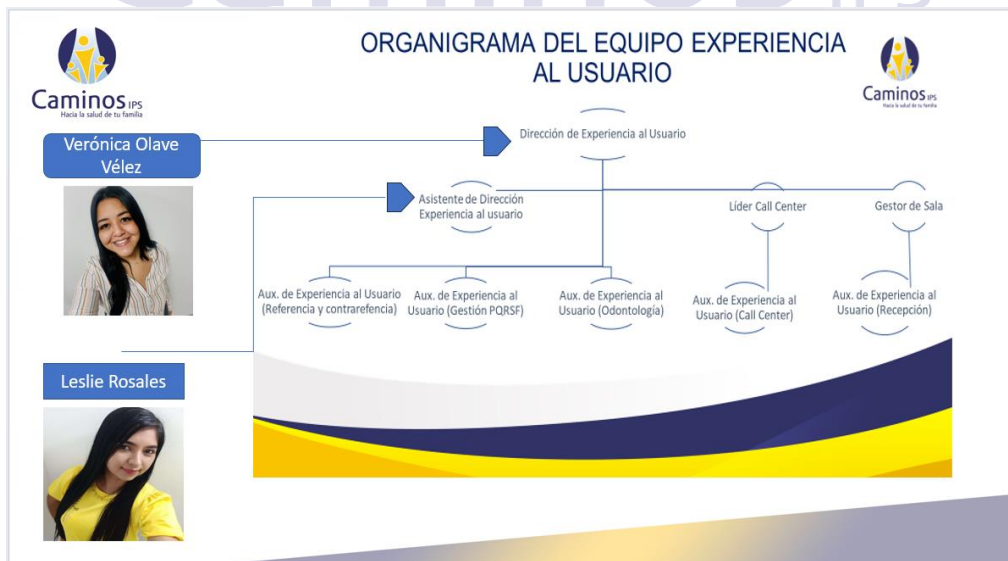 Caminos IPS
Hacia la salud de tu familia
ORGANIGRAMA DEL EQUIPO EXPERIENCIA
AL USUARIO
Caminos IPS
Hacia la salud de tu familia
Verónica Olave
Vélez
Dirección de Experiencia al Usuario
Asistente de Dirección
Experiencia al usuario
Líder Call Center
Gestor de Sala
Aux. de Experiencia al Usuario
(Referencia y contrarefencia)
Aux. de Experiencia al
Usuario (Gestión PQRSF)
Aux. de Experiencia al
Usuario (Odontología)
Aux. de Experiencia al
Usuario (Call Center)
Aux. de Experiencia al
Usuario (Recepción)
Leslie Rosales